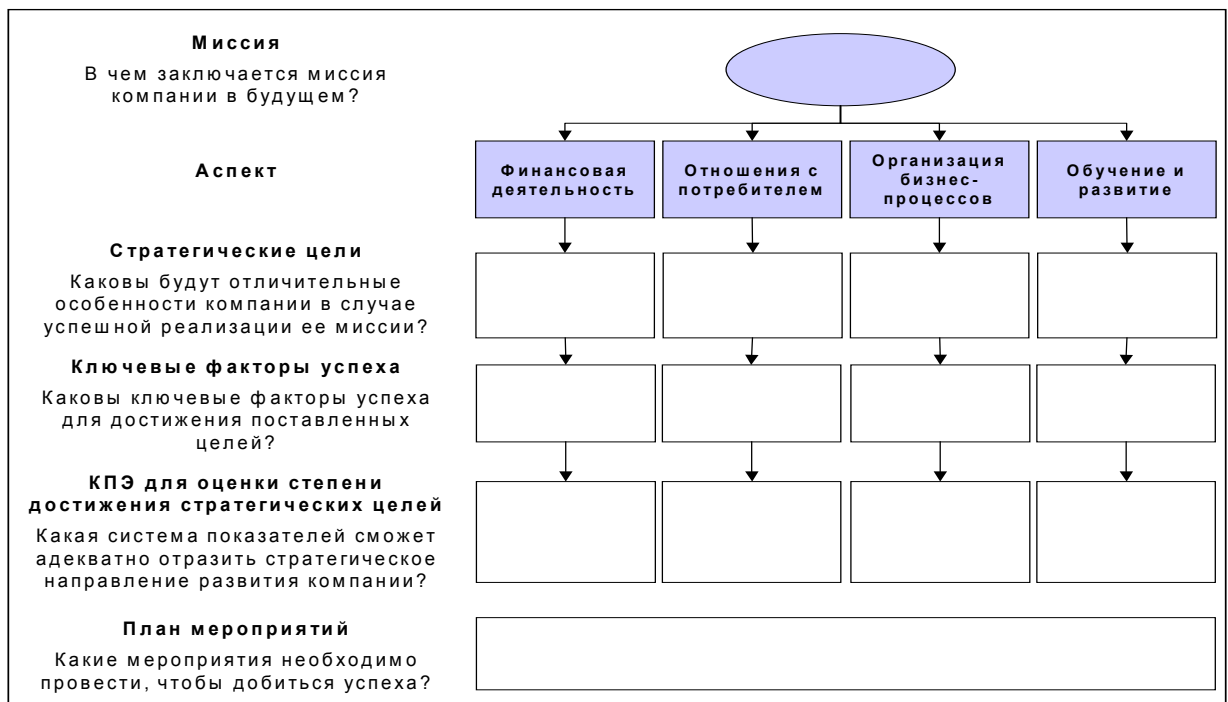 Миссия
В чем заключается миссия
компании в будущем?
Аспект
Финансовая
деятельность
Отношения с
потребителем
Организация
бизнес-
процессов
Обучение и
развитие
Стратегические цели
Каковы будут отличительные
особенности компании в случае
успешной реализации ее миссии?
Ключевые факторы успеха
Каковы ключевые факторы успеха
для достижения поставленных
целей?
КПЭ для оценки степени
достижения стратегических целей
Какая система показателей сможет
адекватно отразить стратегическое
направление развития компании?
План мероприятий
Какие мероприятия необходимо
провести, чтобы добиться успеха?